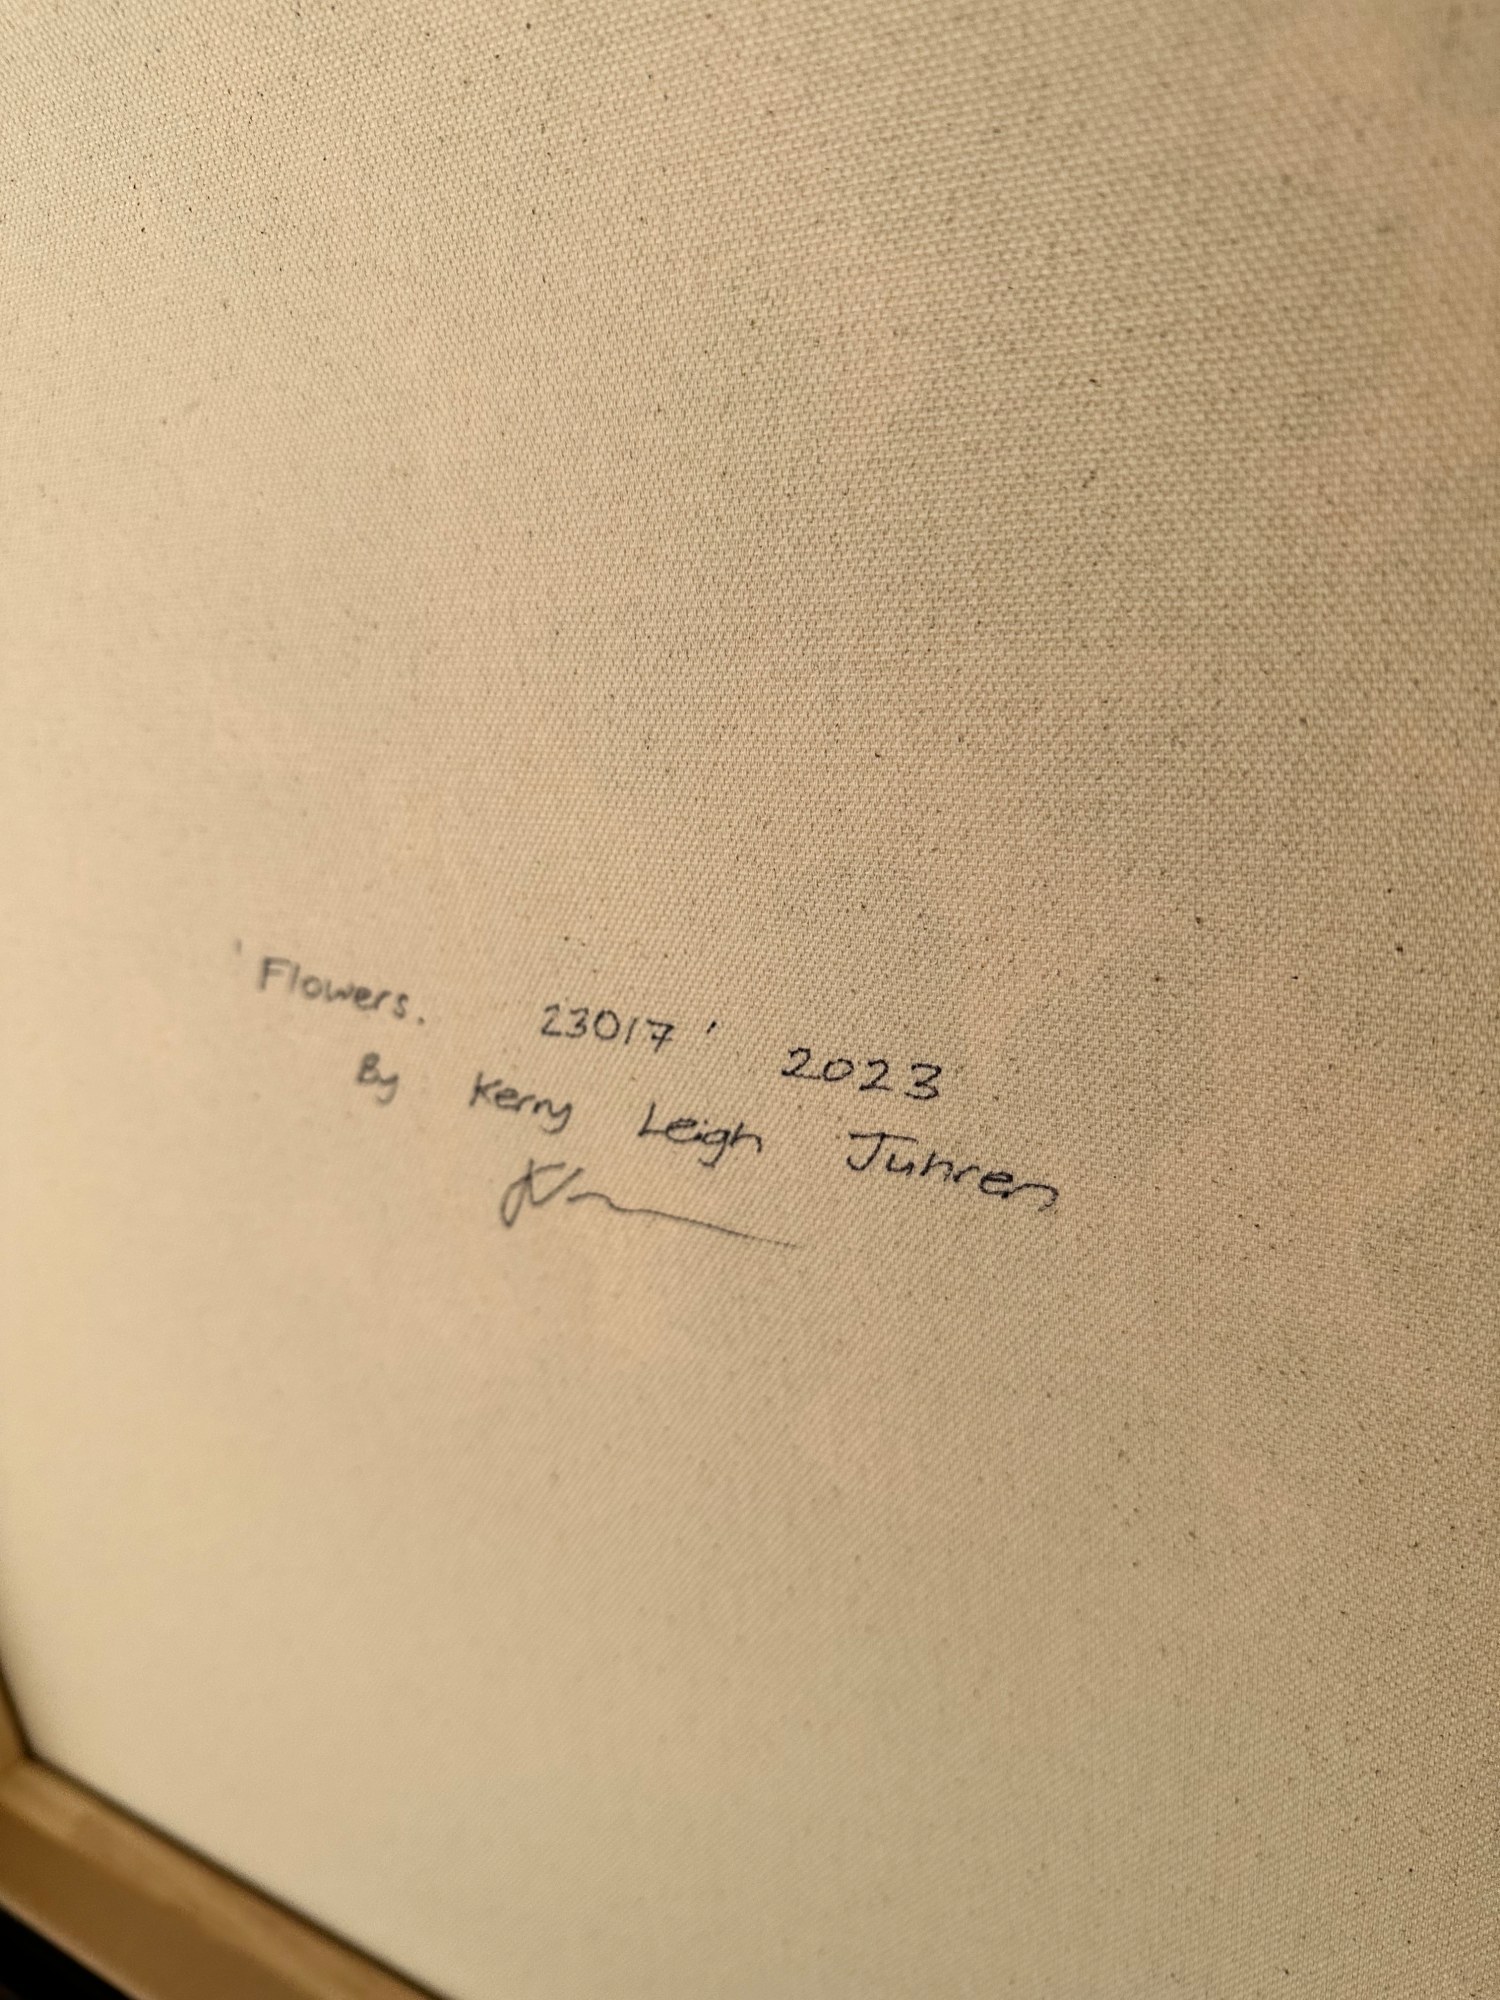 'Flowers. 23017' 2023
By Kerry Leigh Juhren